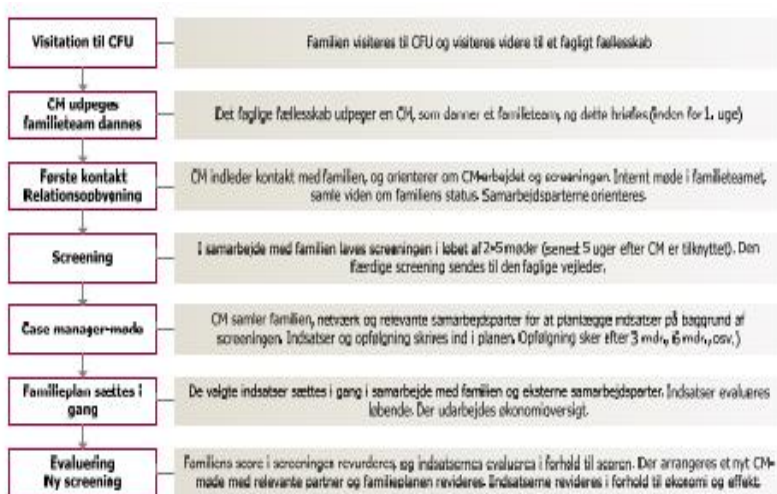 Visitation til CFU
Familien visiteres til CFU og visiteres videre til et fagligt fællesskab
CM udpeges
familieteam dannes
Det faglige fællesskab udpeger en CM, som danner et familieteam, og dette briefes (inden for 1. uge)
Første kontakt
Relationsopbygning
CM indleder kontakt med familien, og orienterer om CM-arbejdet og screeningen. Internt møde i familieteamet,
samle viden om familiens status. Samarbejdsparterne orienteres.
Screening
I samarbejde med familien laves screeningen i løbet af 2-5 møder (senest 5 uger efter CM er tilknyttet). Den
færdige screening sendes til den faglige vejleder.
Case manager-møde
CM samler familien, netværk og relevante samarbejdsparter for at planlægge indsatser på baggrund af
screeningen. Indsatser og opfølgning skrives ind i planen. Opfølgning sker efter 3 mdr., 6 mdr., osv.)
Familieplan sættes i
gang
De valgte indsatser sættes i gang i samarbejde med familien og eksterne samarbejdsparter. Indsatser evalueres
løbende. Der udarbejdes økonomioversigt.
Evaluering
Ny screening
Familiens score i screeningen revurderes, og indsatsernes evalueres i forhold til scoren. Der arrangeres et nyt CM-
møde med relevante partner og familieplanen revideres. Indsatserne revideres i forhold til økonomi og effekt.